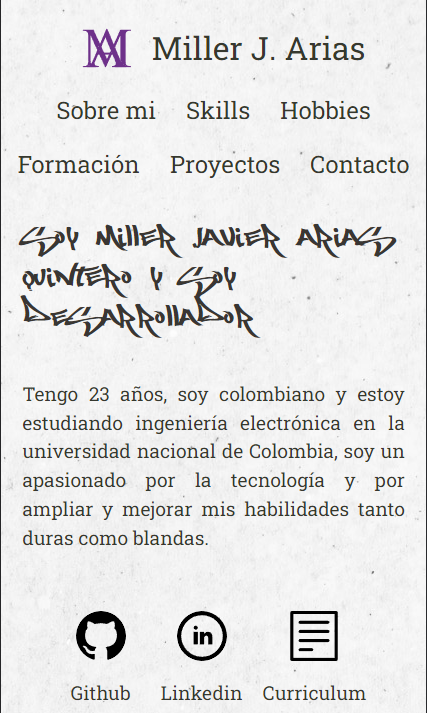 Miller J. Arias
Sobre mi Skills Hobbies
Formación Proyectos Contacto
Soy Miller Javier Arias
Quintero y Soy
Desarrollador
Tengo 23 años, soy colombiano y estoy
estudiando ingeniería electrónica en la
universidad nacional de Colombia, soy un
apasionado por la tecnología y por
ampliar y mejorar mis habilidades tanto
duras como blandas.
in
Github Linkedin Curriculum